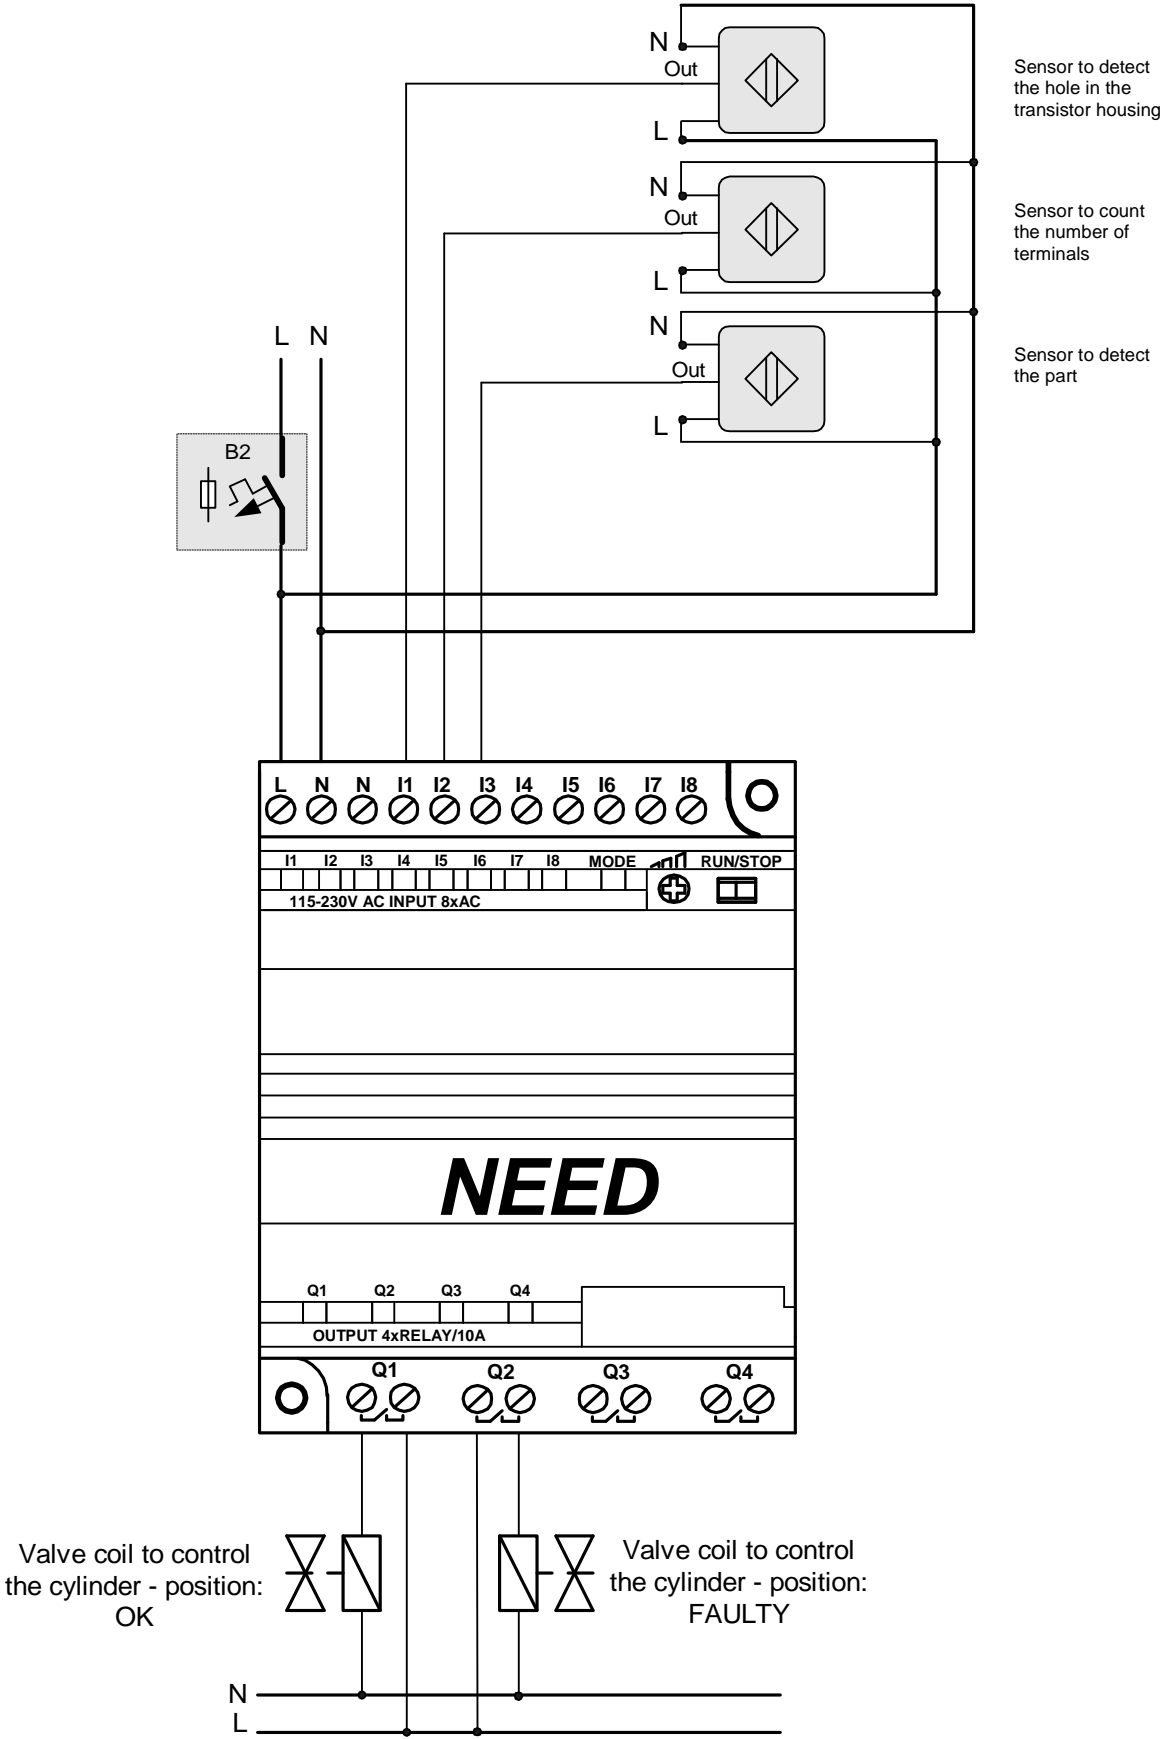 N
Out
L
Sensor to detect
the hole in the
transistor housing
N
Out
L
Sensor to count
the number of
terminals
N
Out
L
Sensor to detect
the part
L N
B2
L N N I1 I2 I3 I4 I5 I6 I7 I8
I1 I2 I3 I4 I5 I6 I7 I8 MODE RUN/STOP
115-230V AC INPUT 8xAC
NEED
Q1 Q2 Q3 Q4
OUTPUT 4xRELAY/10A
Q1 Q2 Q3 Q4
Valve coil to control
the cylinder - position:
OK
Valve coil to control
the cylinder - position:
FAULTY
N
L